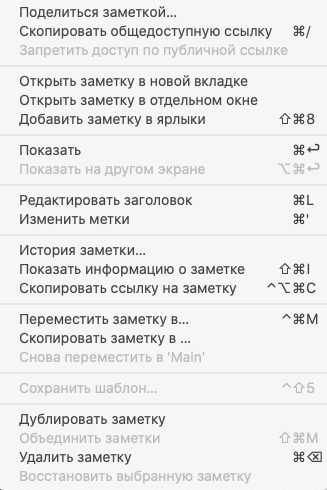 Поделиться заметкой...
Скопировать общедоступную ссылку ⌘/
Запретить доступ по публичной ссылке
Открыть заметку в новой вкладке
Открыть заметку в отдельном окне
Добавить заметку в ярлыки ⇧⌘8
Показать ⌘↩
Показать на другом экране ⌥⌘↩
Редактировать заголовок ⌘L
Изменить метки ⌘'
История заметки...
Показать информацию о заметке ⇧⌘I
Скопировать ссылку на заметку ^⌥⌘C
Переместить заметку в... ^⌘M
Скопировать заметку в ...
Снова переместить в 'Main'
Сохранить шаблон... ^⇧5
Дублировать заметку
Объединить заметки ⇧⌘M
Удалить заметку ⌘⌫
Восстановить выбранную заметку